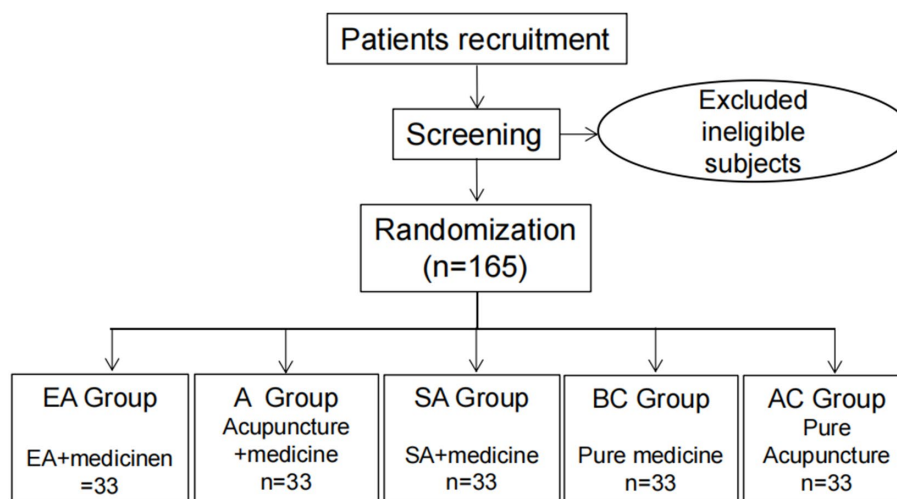 Patients recruitment
Screening
Excluded
ineligible
subjects
Randomization
(n=165)
EA Group
EA+medicinen
=33
A Group
Acupuncture
+medicine
n=33
SA Group
SA+medicine
n=33
BC Group
Pure medicine
n=33
AC Group
Pure
Acupuncture
n=33